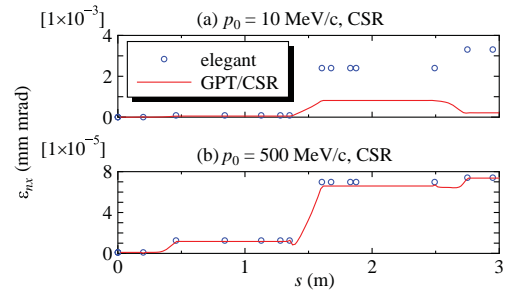 (a) p₀ = 10 MeV/c, CSR
[1×10⁻³]
4
2
0
elegant
GPT/CSR
εₙₓ (mm mrad)
[1×10⁻⁵]
(b) p₀ = 500 MeV/c, CSR
8
4
0
0 1 2 3
s (m)